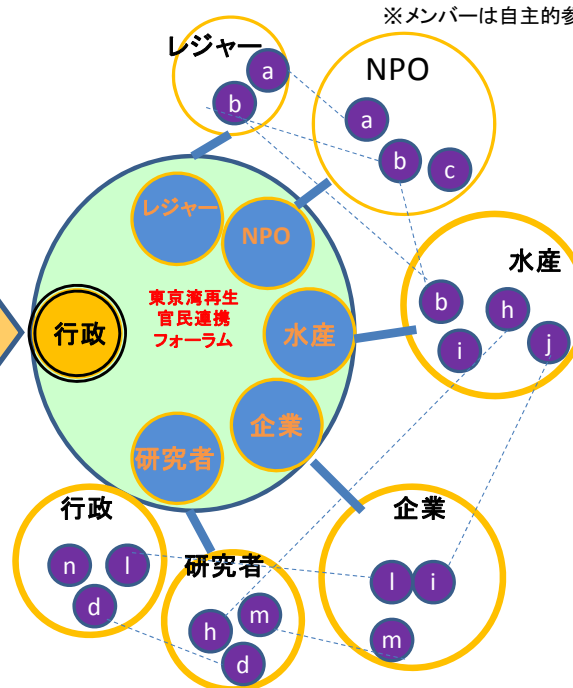 ※メンバーは自主的参
レジャー
a
b
NPO
a
b
c
水産
b
h
i
j
レジャー
NPO
東京湾再生
官民連携
フォーラム
行政
水産
企業
研究者
行政
n
l
d
研究者
h
m
d
企業
l
i
m